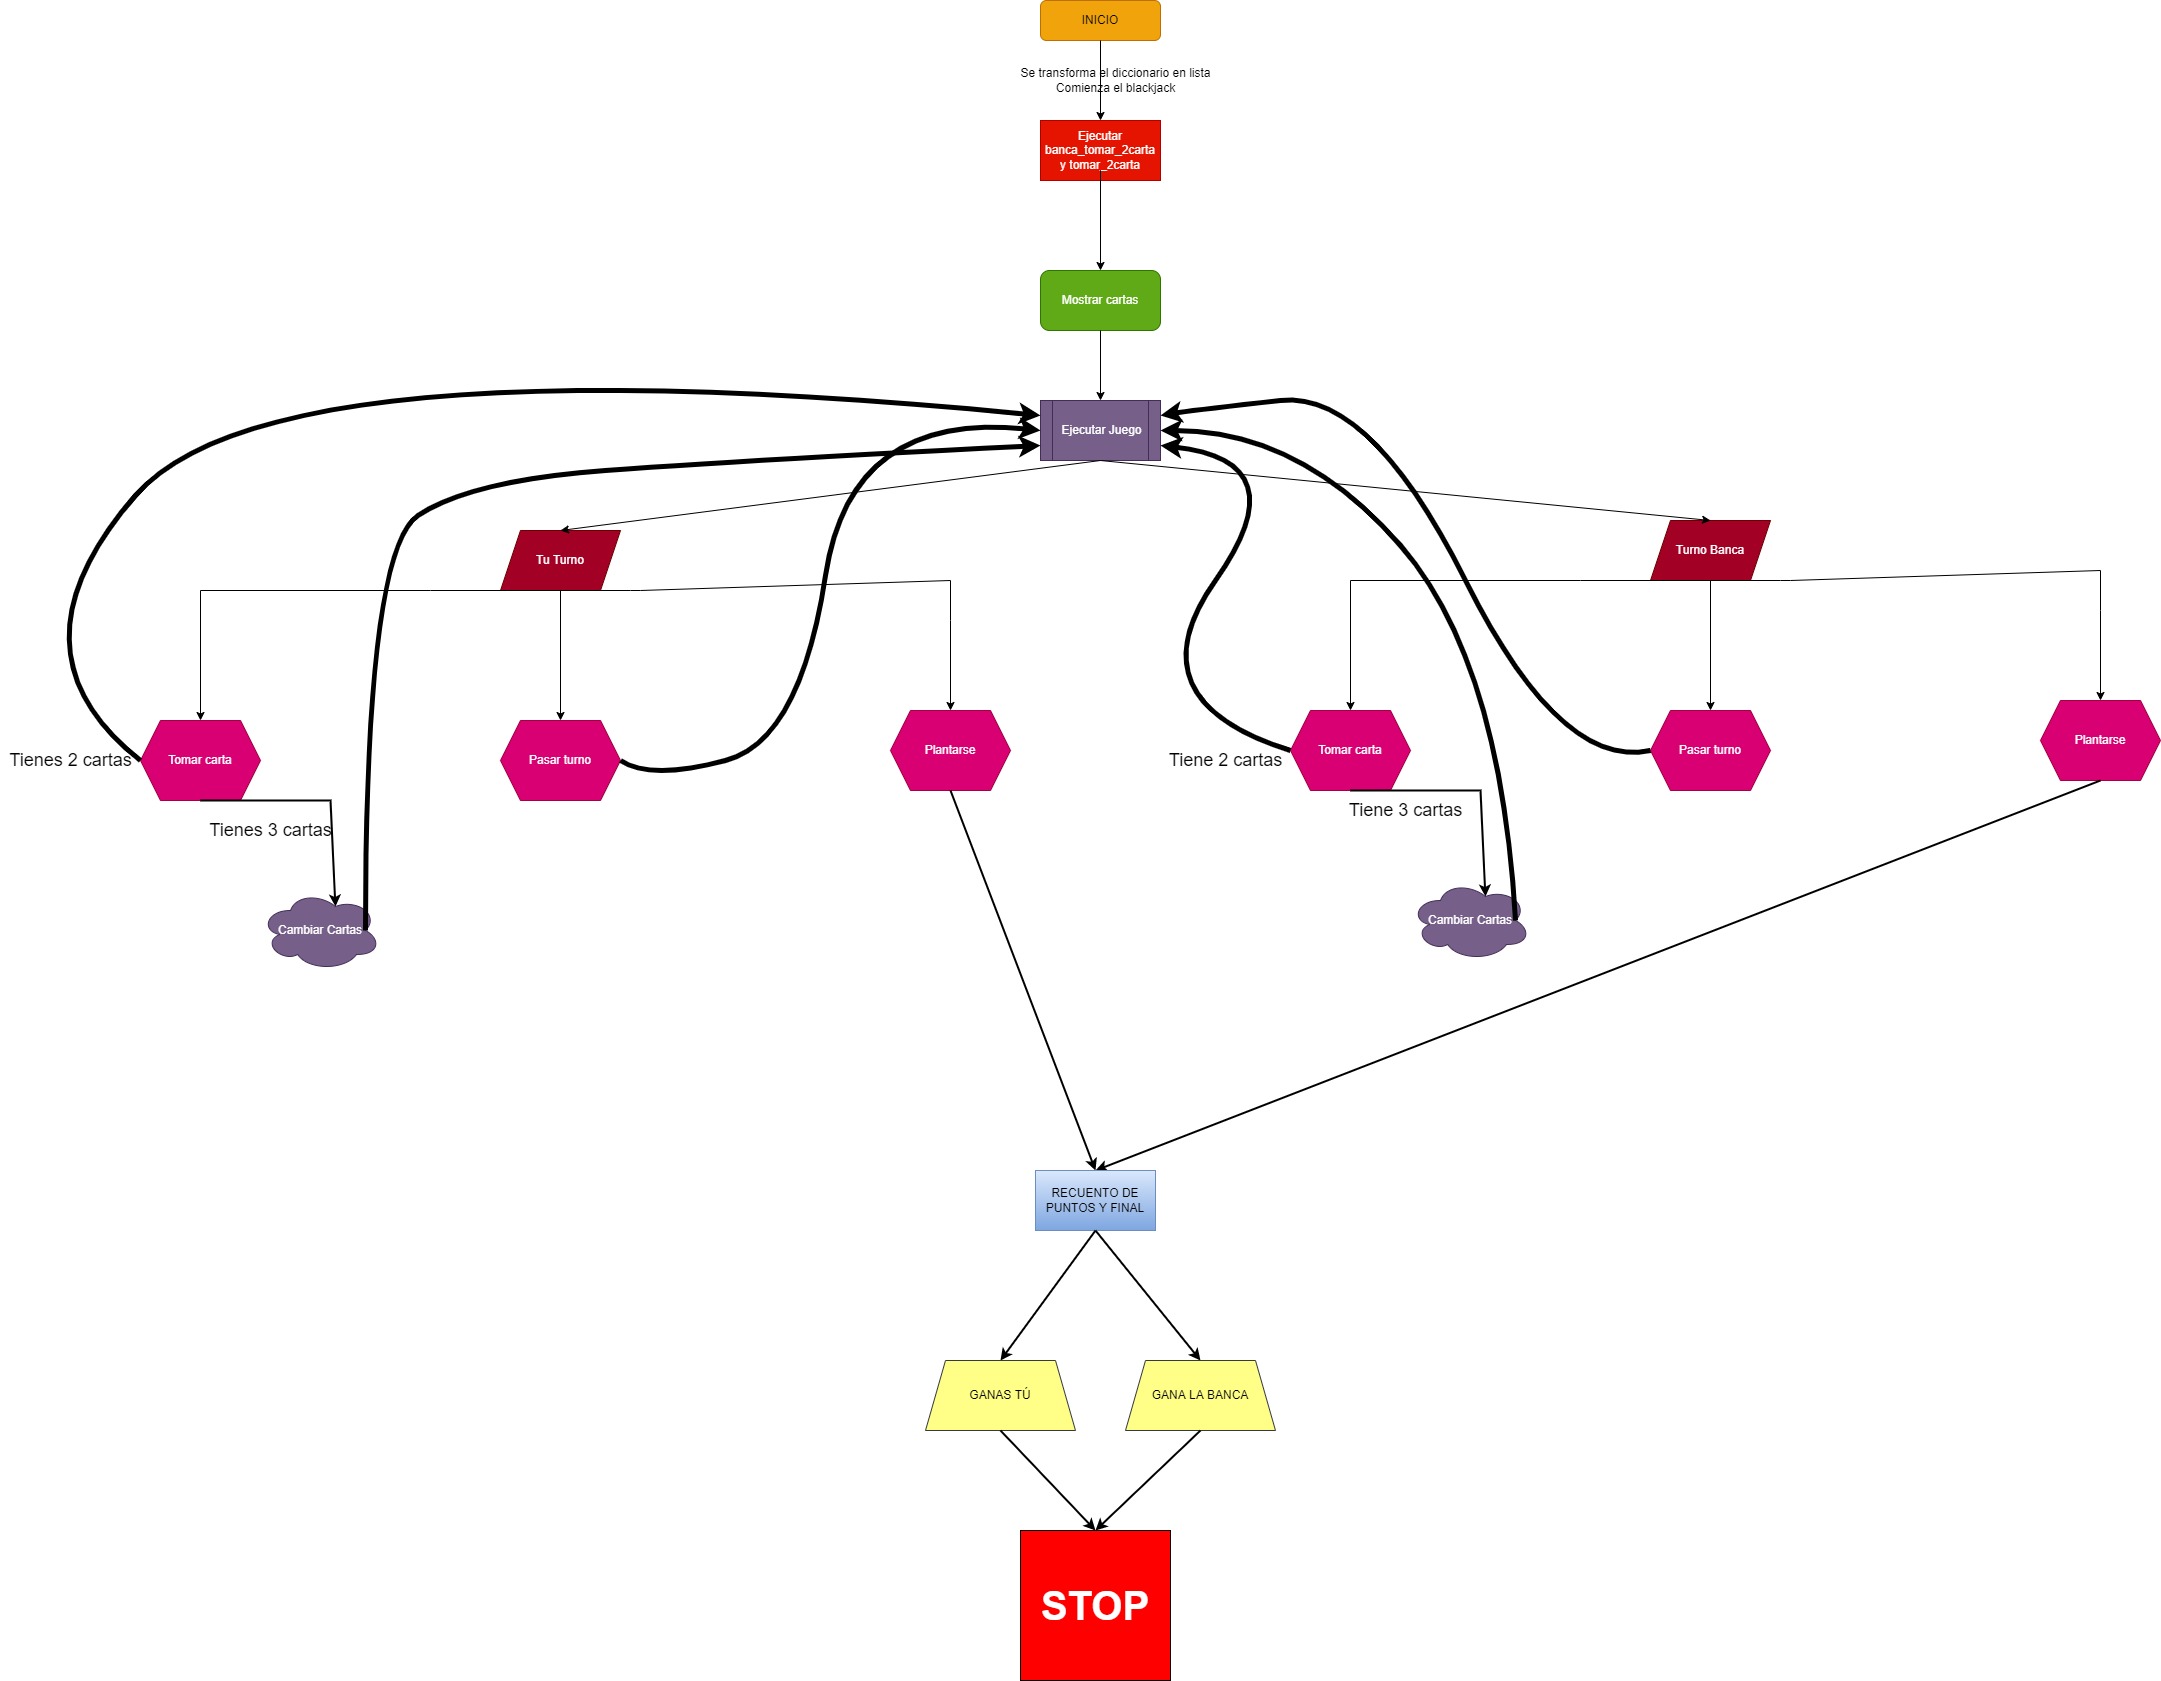 INICIO
Se transforma el diccionario en lista
Comienza el blackjack
Ejecutar
banca_tomar_2carta
y tomar_2carta
Mostrar cartas
Ejecutar Juego
Tu Turno
Turno Banca
Tienes 2 cartas
Tomar carta
Pasar turno
Plantarse
Tiene 2 cartas
Tomar carta
Pasar turno
Plantarse
Tienes 3 cartas
Tiene 3 cartas
Cambiar Cartas
Cambiar Cartas
RECUENTO DE
PUNTOS Y FINAL
GANAS TÚ
GANA LA BANCA
STOP